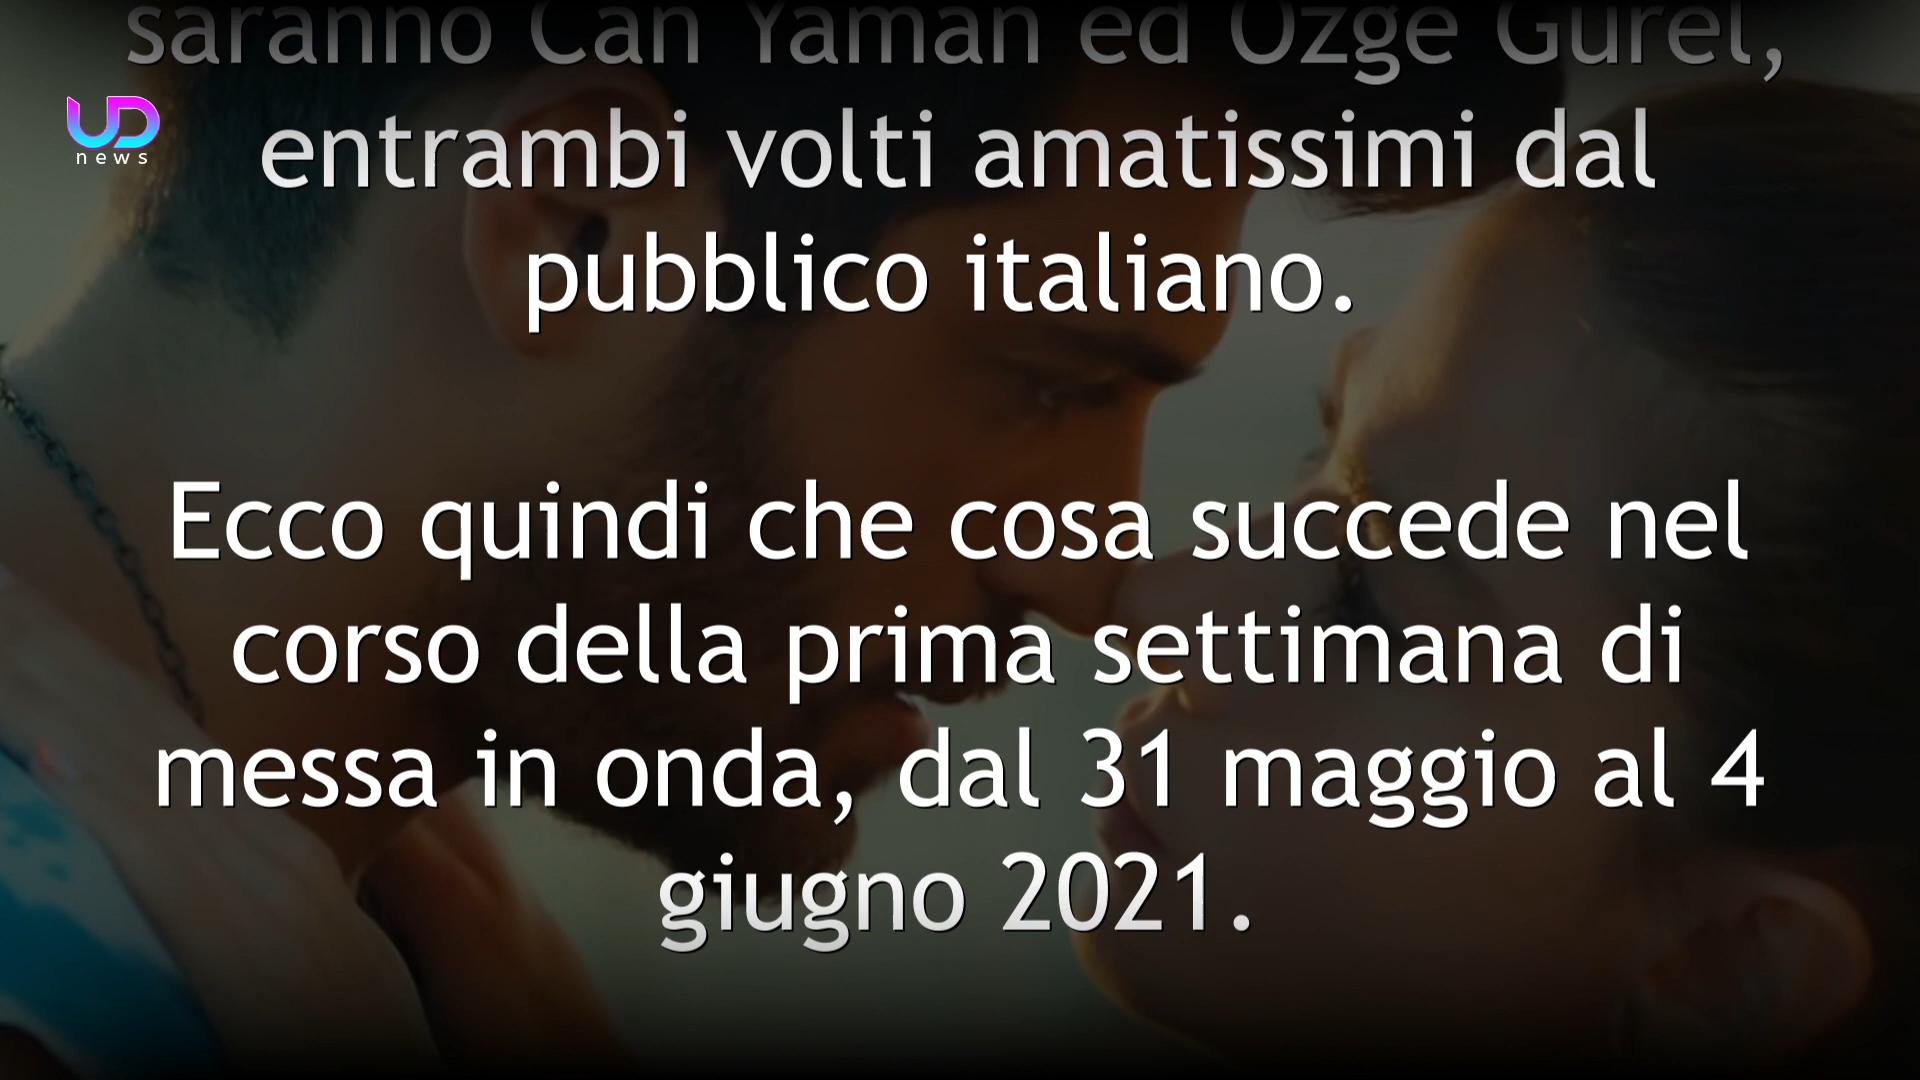 saranno Can Yaman ed Özge Gürel,
UD
news
entrambi volti amatissimi dal
pubblico italiano.
Ecco quindi che cosa succede nel
corso della prima settimana di
messa in onda, dal 31 maggio al 4
giugno 2021.